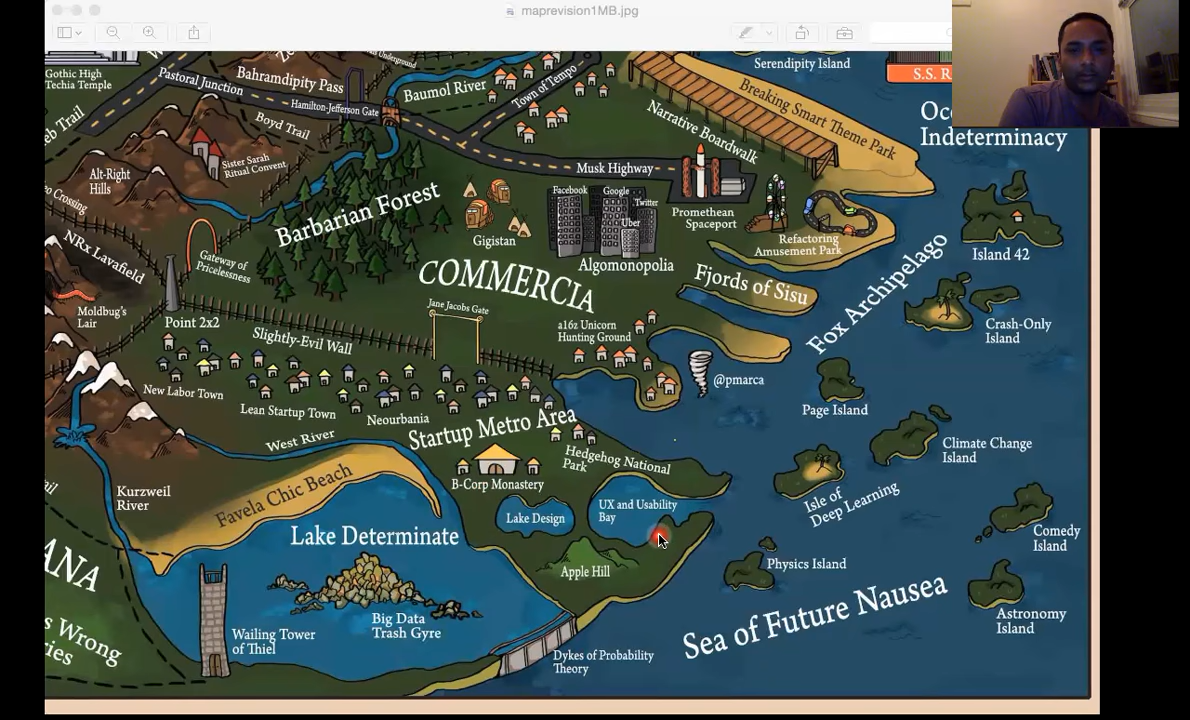 maprevision1MB.jpg
Serendipity Island
Gothic High
Techia Temple
Pastoral Junction
Bahramdipity Pass
Underground
Hamilton-Jefferson Gate
Baumol River
Town of Tempo
Breaking Smart Theme Park
Narrative Boardwalk
S.S. R
Oc
Indeterminacy
Trail
Boyd Trail
Sister Sarah
Ritual Convent
Alt-Right
Hills
Crossing
Musk Highway
Barbarian Forest
Gigistan
Facebook
Google
Twitter
Uber
Algomonopolia
Promethean
Spaceport
Refactoring
Amusement Park
Island 42
NRx Lavafield
Gateway of
Pricelessness
COMMERCIA
Fjords of Sisu
Fox Archipelago
Moldbug's
Lair
Point 2x2
Jane Jacobs Gate
a16z Unicorn
Hunting Ground
Crash-Only
Island
Slightly-Evil Wall
@pmarca
Page Island
New Labor Town
Lean Startup Town
Neourbania
Startup Metro Area
West River
Hedgehog National
Park
Climate Change
Island
B-Corp Monastery
Kurzweil
River
Favela Chic Beach
Lake Design
UX and Usability
Bay
Isle of
Deep Learning
Lake Determinate
Comedy
Island
ANA
Apple Hill
Physics Island
Big Data
Trash Gyre
Sea of Future Nausea
Astronomy
Island
s Wrong
ries
Wailing Tower
of Thiel
Dykes of Probability
Theory